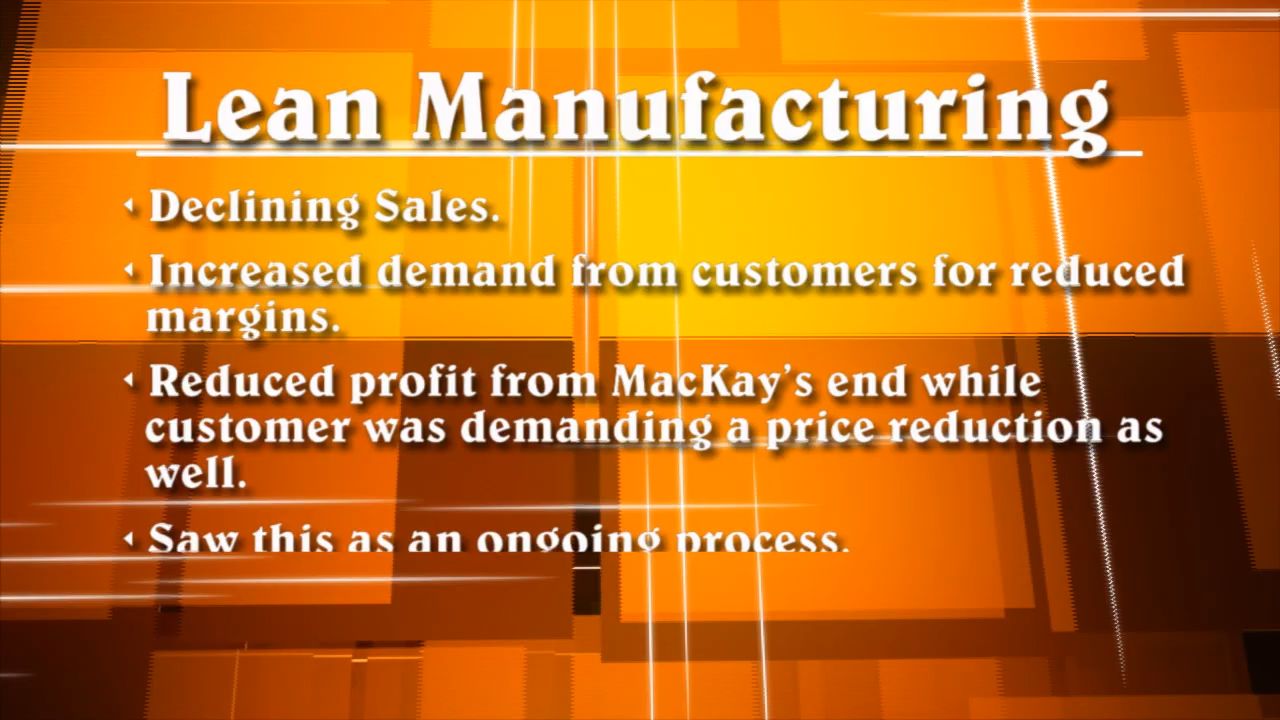 Lean Manufacturing
Declining Sales.
Increased demand from customers for reduced
margins.
Reduced profit from MacKay's end while
customer was demanding a price reduction as
well.
Saw this as an ongoing process.